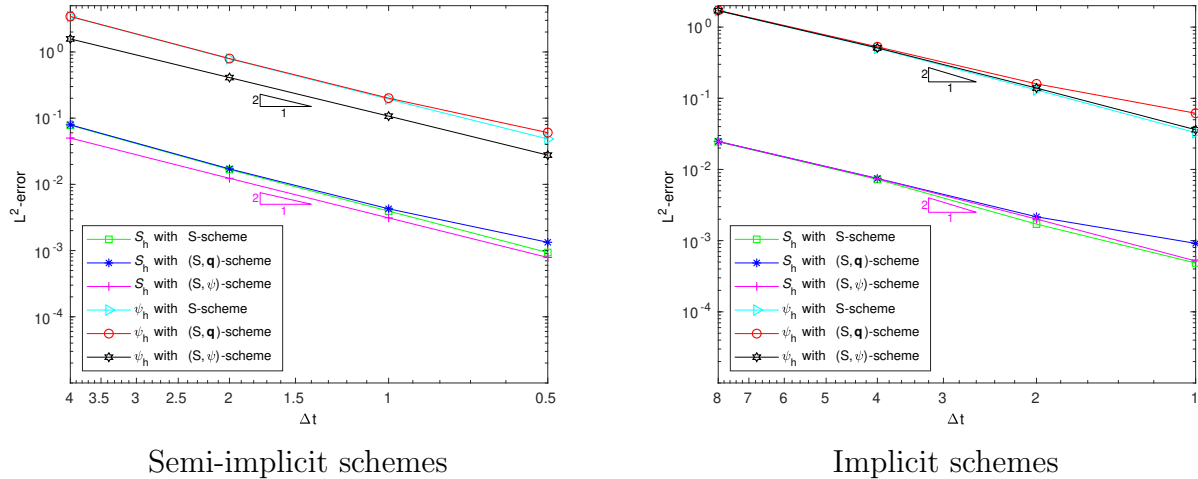 10^0
10^-1
10^-2
10^-3
10^-4
L^2-error
2
1
2
1
S_h with S-scheme
S_h with (S, q)-scheme
S_h with (S, ψ)-scheme
ψ_h with S-scheme
ψ_h with (S, q)-scheme
ψ_h with (S, ψ)-scheme
4 3.5 3 2.5 2 1.5 1 0.5
Δt
Semi-implicit schemes
10^0
10^-1
10^-2
10^-3
10^-4
L^2-error
2
1
2
1
S_h with S-scheme
S_h with (S, q)-scheme
S_h with (S, ψ)-scheme
ψ_h with S-scheme
ψ_h with (S, q)-scheme
ψ_h with (S, ψ)-scheme
8 7 6 5 4 3 2 1
Δt
Implicit schemes